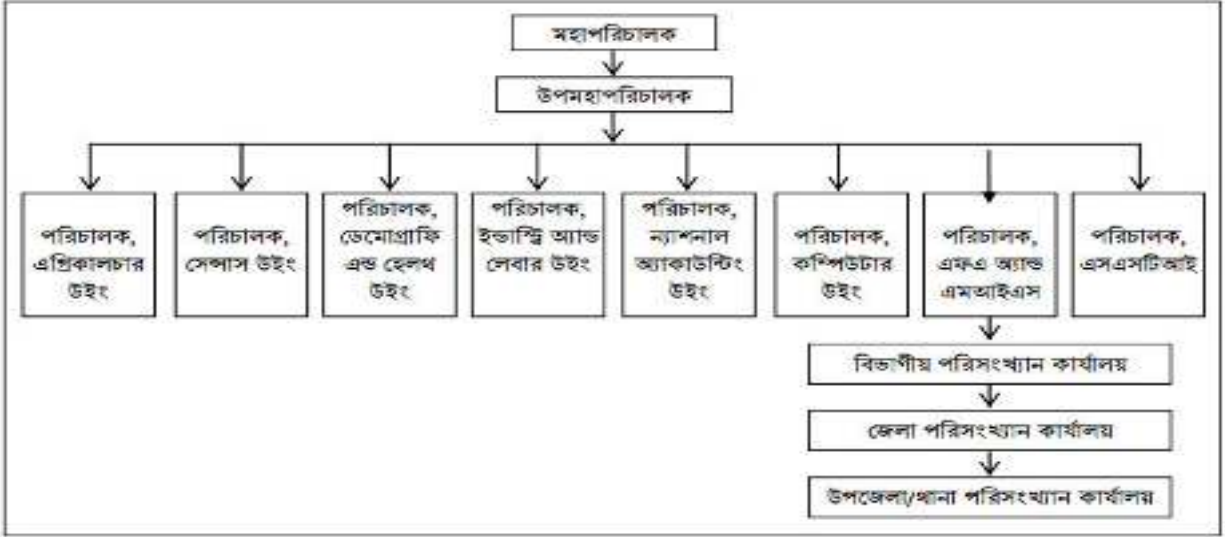 মহাপরিচালক
উপমহাপরিচালক
পরিচালক,
এগ্রিকালচার
উইং
পরিচালক,
সেন্সাস উইং
পরিচালক,
ডেমোগ্রাফি
এন্ড হেলথ
উইং
পরিচালক,
ইন্ডাস্ট্রি অ্যান্ড
লেবার উইং
পরিচালক,
ন্যাশনাল
অ্যাকাউন্টিং
উইং
পরিচালক,
কম্পিউটার
উইং
পরিচালক,
এফএ অ্যান্ড
এমআইএস
পরিচালক,
এসএসটিআই
বিভাগীয় পরিসংখ্যান কার্যালয়
জেলা পরিসংখ্যান কার্যালয়
উপজেলা/থানা পরিসংখ্যান কার্যালয়